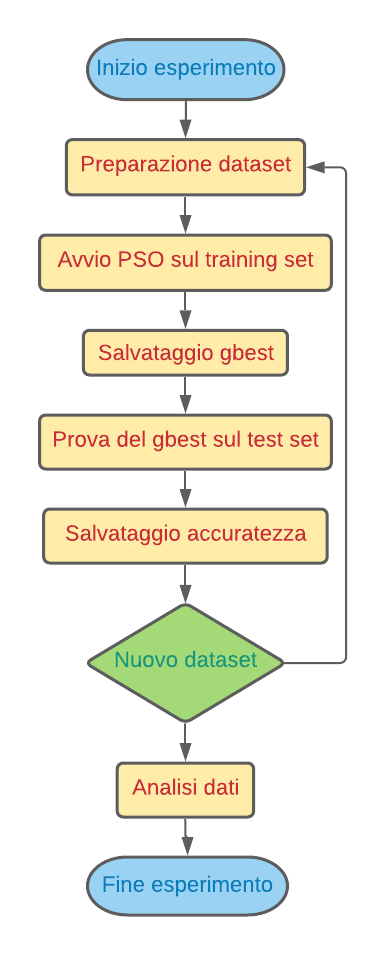 Inizio esperimento
Preparazione dataset
Avvio PSO sul training set
Salvataggio gbest
Prova del gbest sul test set
Salvataggio accuratezza
Nuovo dataset
Analisi dati
Fine esperimento